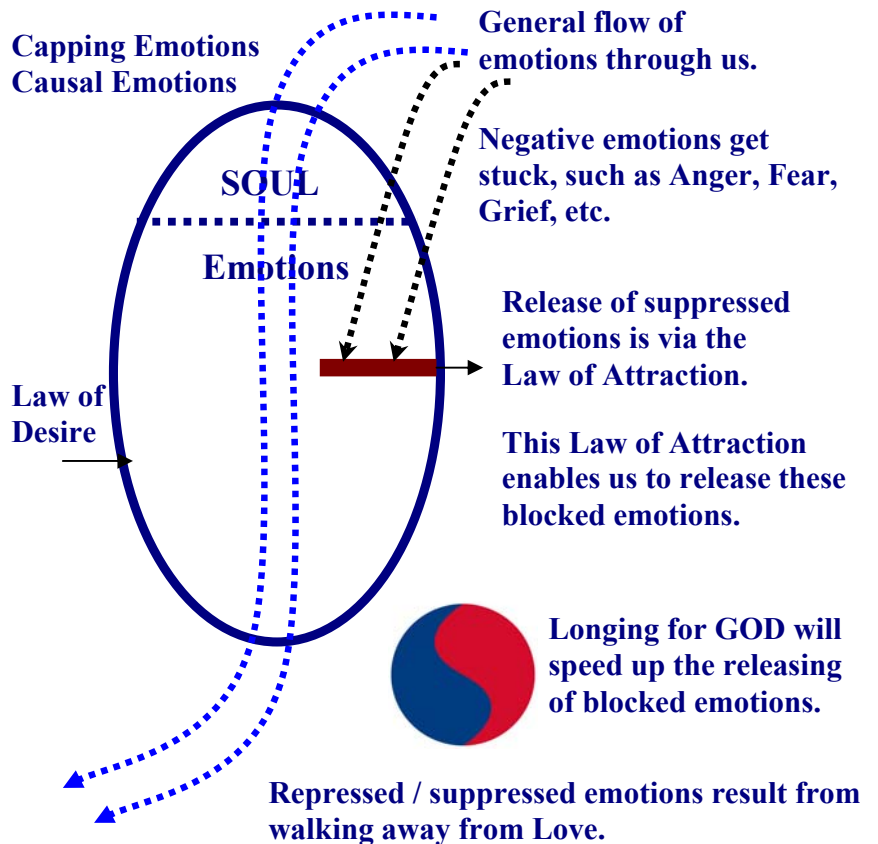 Capping Emotions
Causal Emotions
General flow of
emotions through us.
SOUL
Emotions
Negative emotions get
stuck, such as Anger, Fear,
Grief, etc.
Release of suppressed
emotions is via the
Law of Attraction.
Law of
Desire
This Law of Attraction
enables us to release these
blocked emotions.
Longing for GOD will
speed up the releasing
of blocked emotions.
Repressed / suppressed emotions result from
walking away from Love.